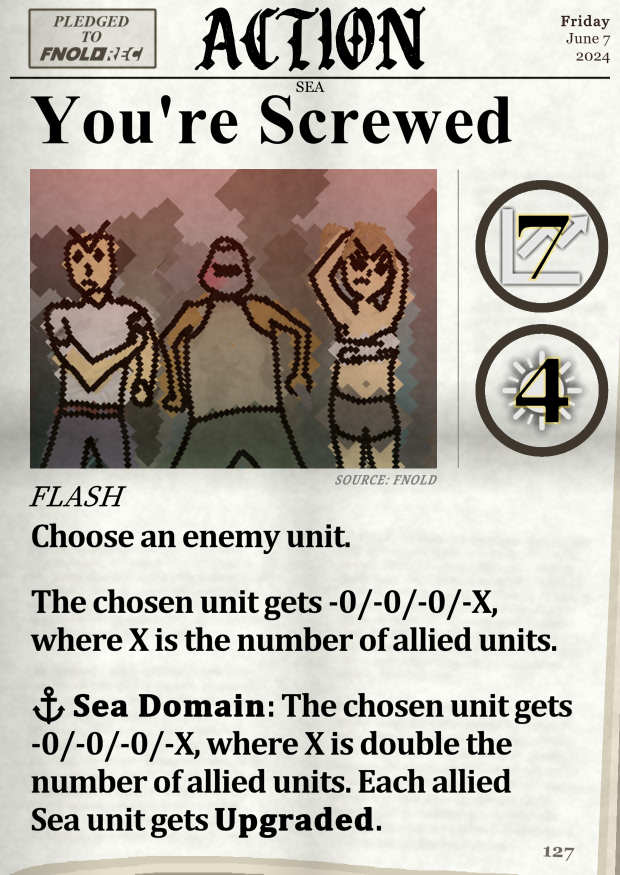 PLEDGED
TO
FNOLD REC
ACTION
Friday
June 7
2024
SEA
You're Screwed
7
4
SOURCE: FNOLD
FLASH
Choose an enemy unit.
The chosen unit gets -0/-0/-0/-X,
where X is the number of allied units.
Sea Domain: The chosen unit gets
-0/-0/-0/-X, where X is double the
number of allied units. Each allied
Sea unit gets Upgraded.
127